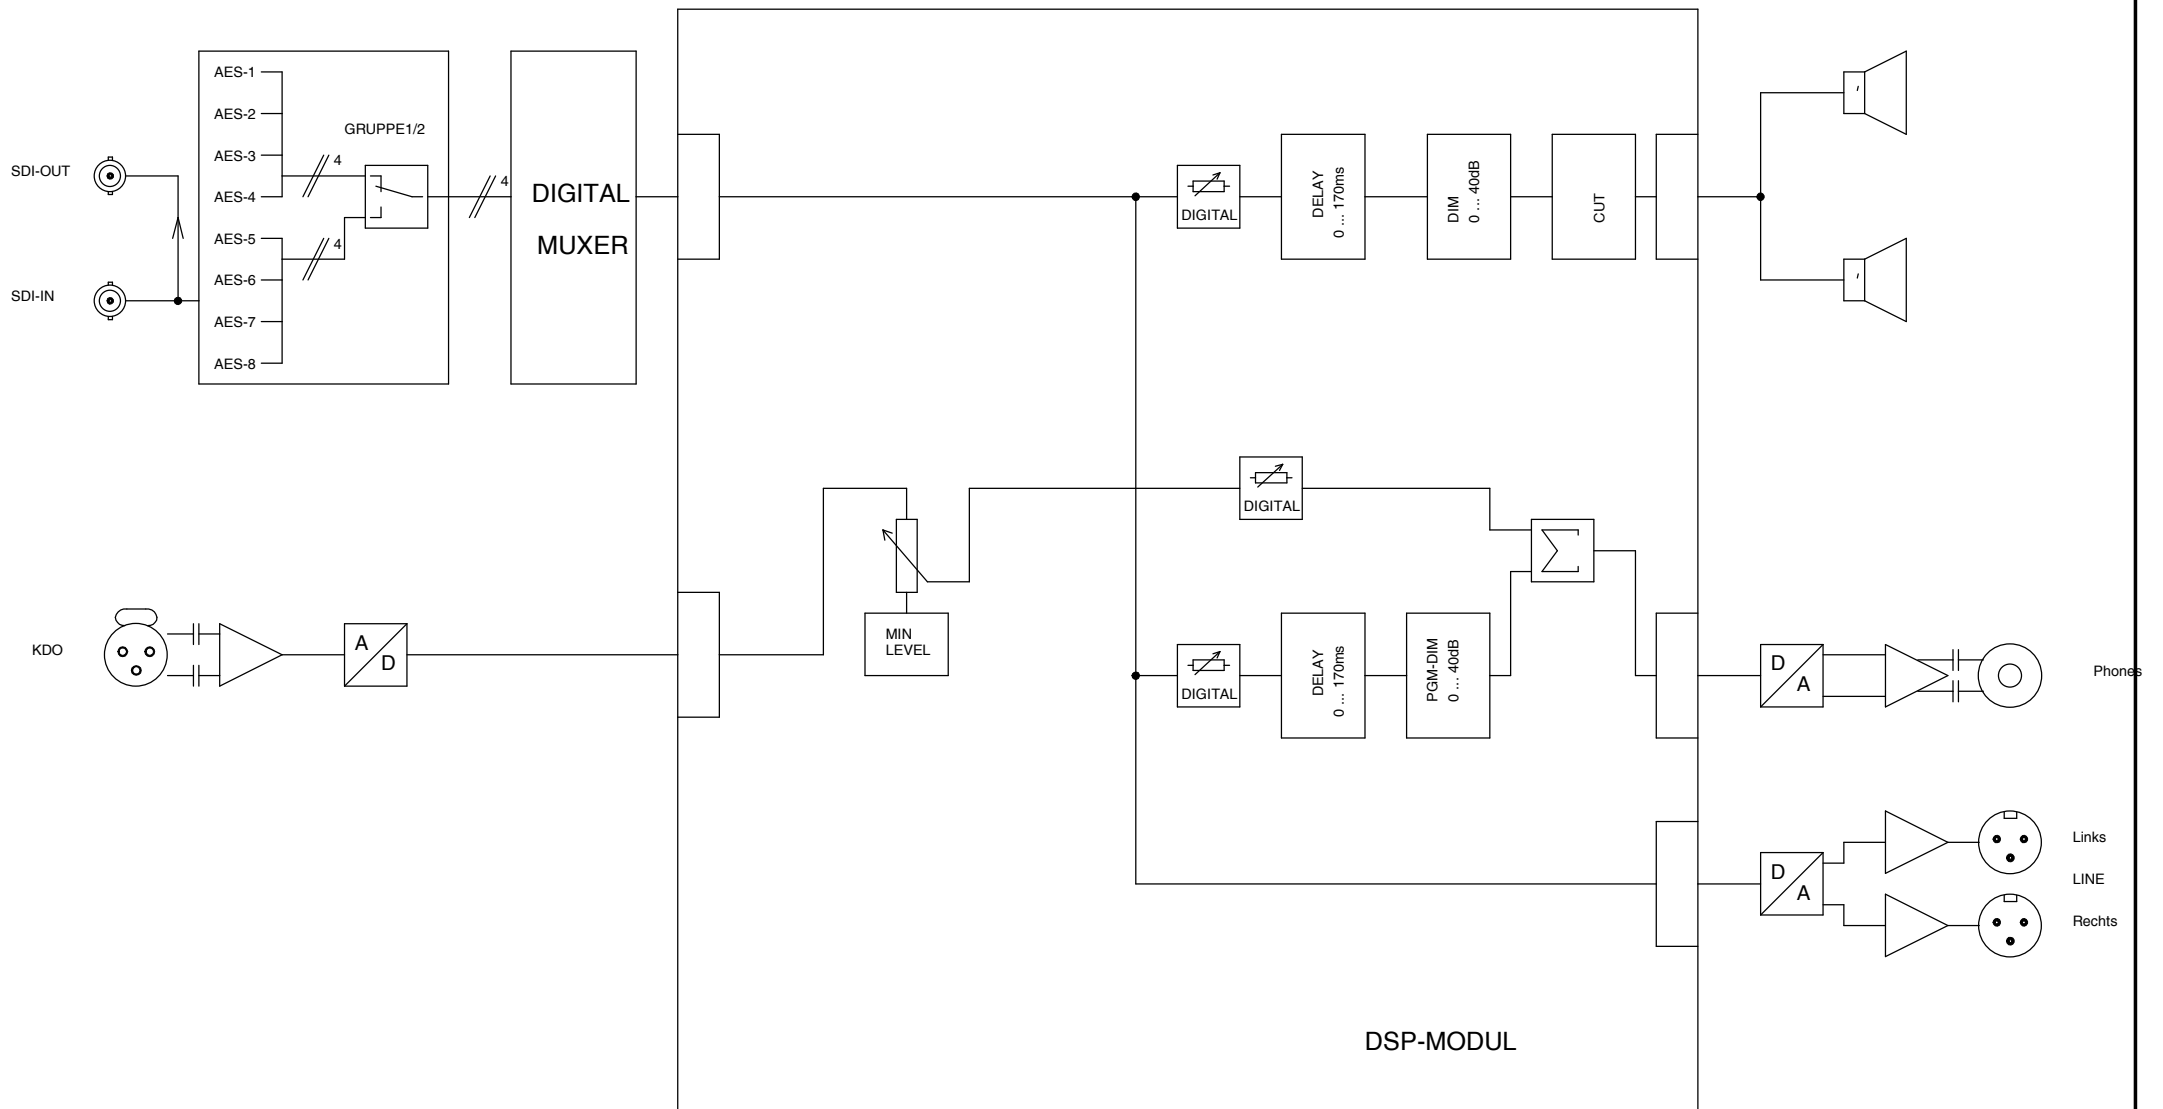 SDI-OUT
SDI-IN
AES-1
AES-2
AES-3
AES-4
AES-5
AES-6
AES-7
AES-8
GRUPPE1/2
4
4
4
DIGITAL
MUXER
DIGITAL
DELAY
0 ... 170ms
DIM
0 ... 40dB
CUT
DIGITAL
KDO
A
D
MIN
LEVEL
DIGITAL
DELAY
0 ... 170ms
PGM-DIM
0 ... 40dB
D
A
Phones
D
A
Links
LINE
Rechts
DSP-MODUL